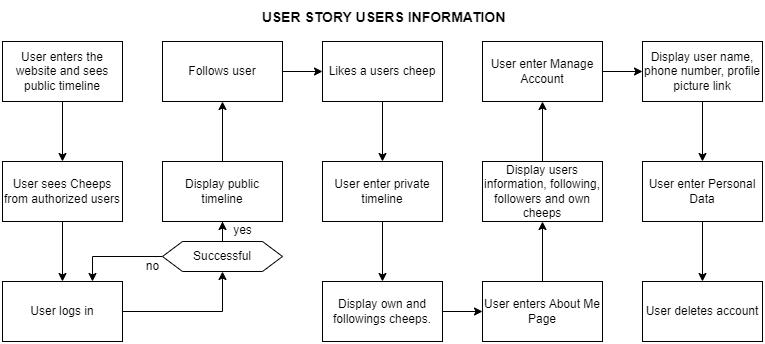 USER STORY USERS INFORMATION
User enters the
website and sees
public timeline
User sees Cheeps
from authorized users
User logs in
no
Successful
yes
Display public
timeline
Follows user
Likes a users cheep
User enter private
timeline
Display own and
followings cheeps.
User enters About Me
Page
Display users
information, following,
followers and own
cheeps
User enter Manage
Account
Display user name,
phone number, profile
picture link
User enter Personal
Data
User deletes account